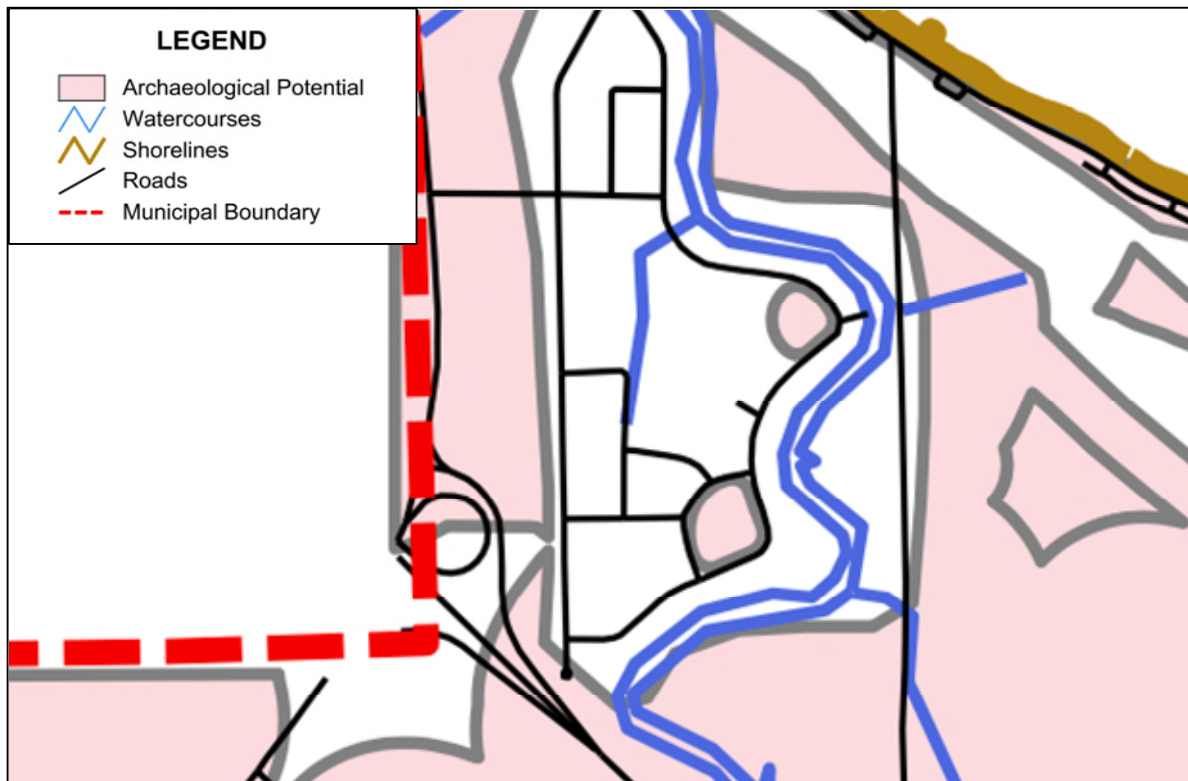 LEGEND
Archaeological Potential
Watercourses
Shorelines
Roads
Municipal Boundary